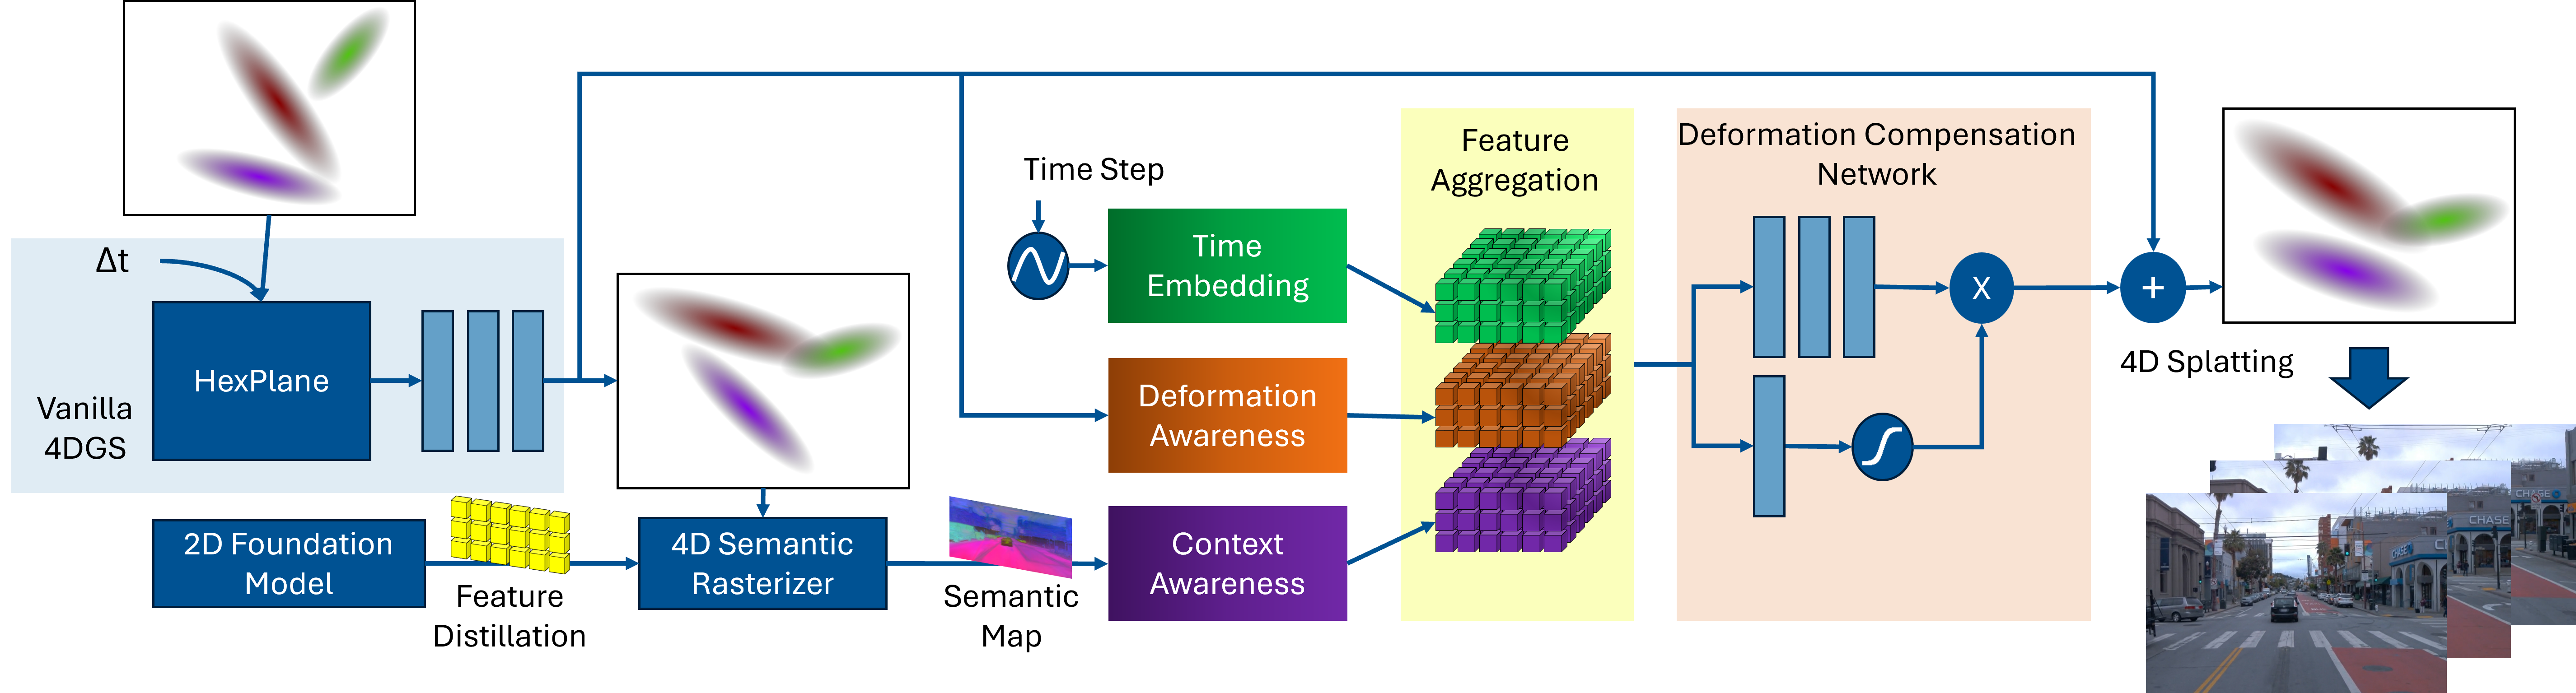 Δt
HexPlane
Vanilla
4DGS
2D Foundation
Model
Feature
Distillation
4D Semantic
Rasterizer
Semantic
Map
Time Step
Time
Embedding
Deformation
Awareness
Context
Awareness
Feature
Aggregation
Deformation Compensation
Network
X
+
4D Splatting
CHASE
CHASE
CHASE